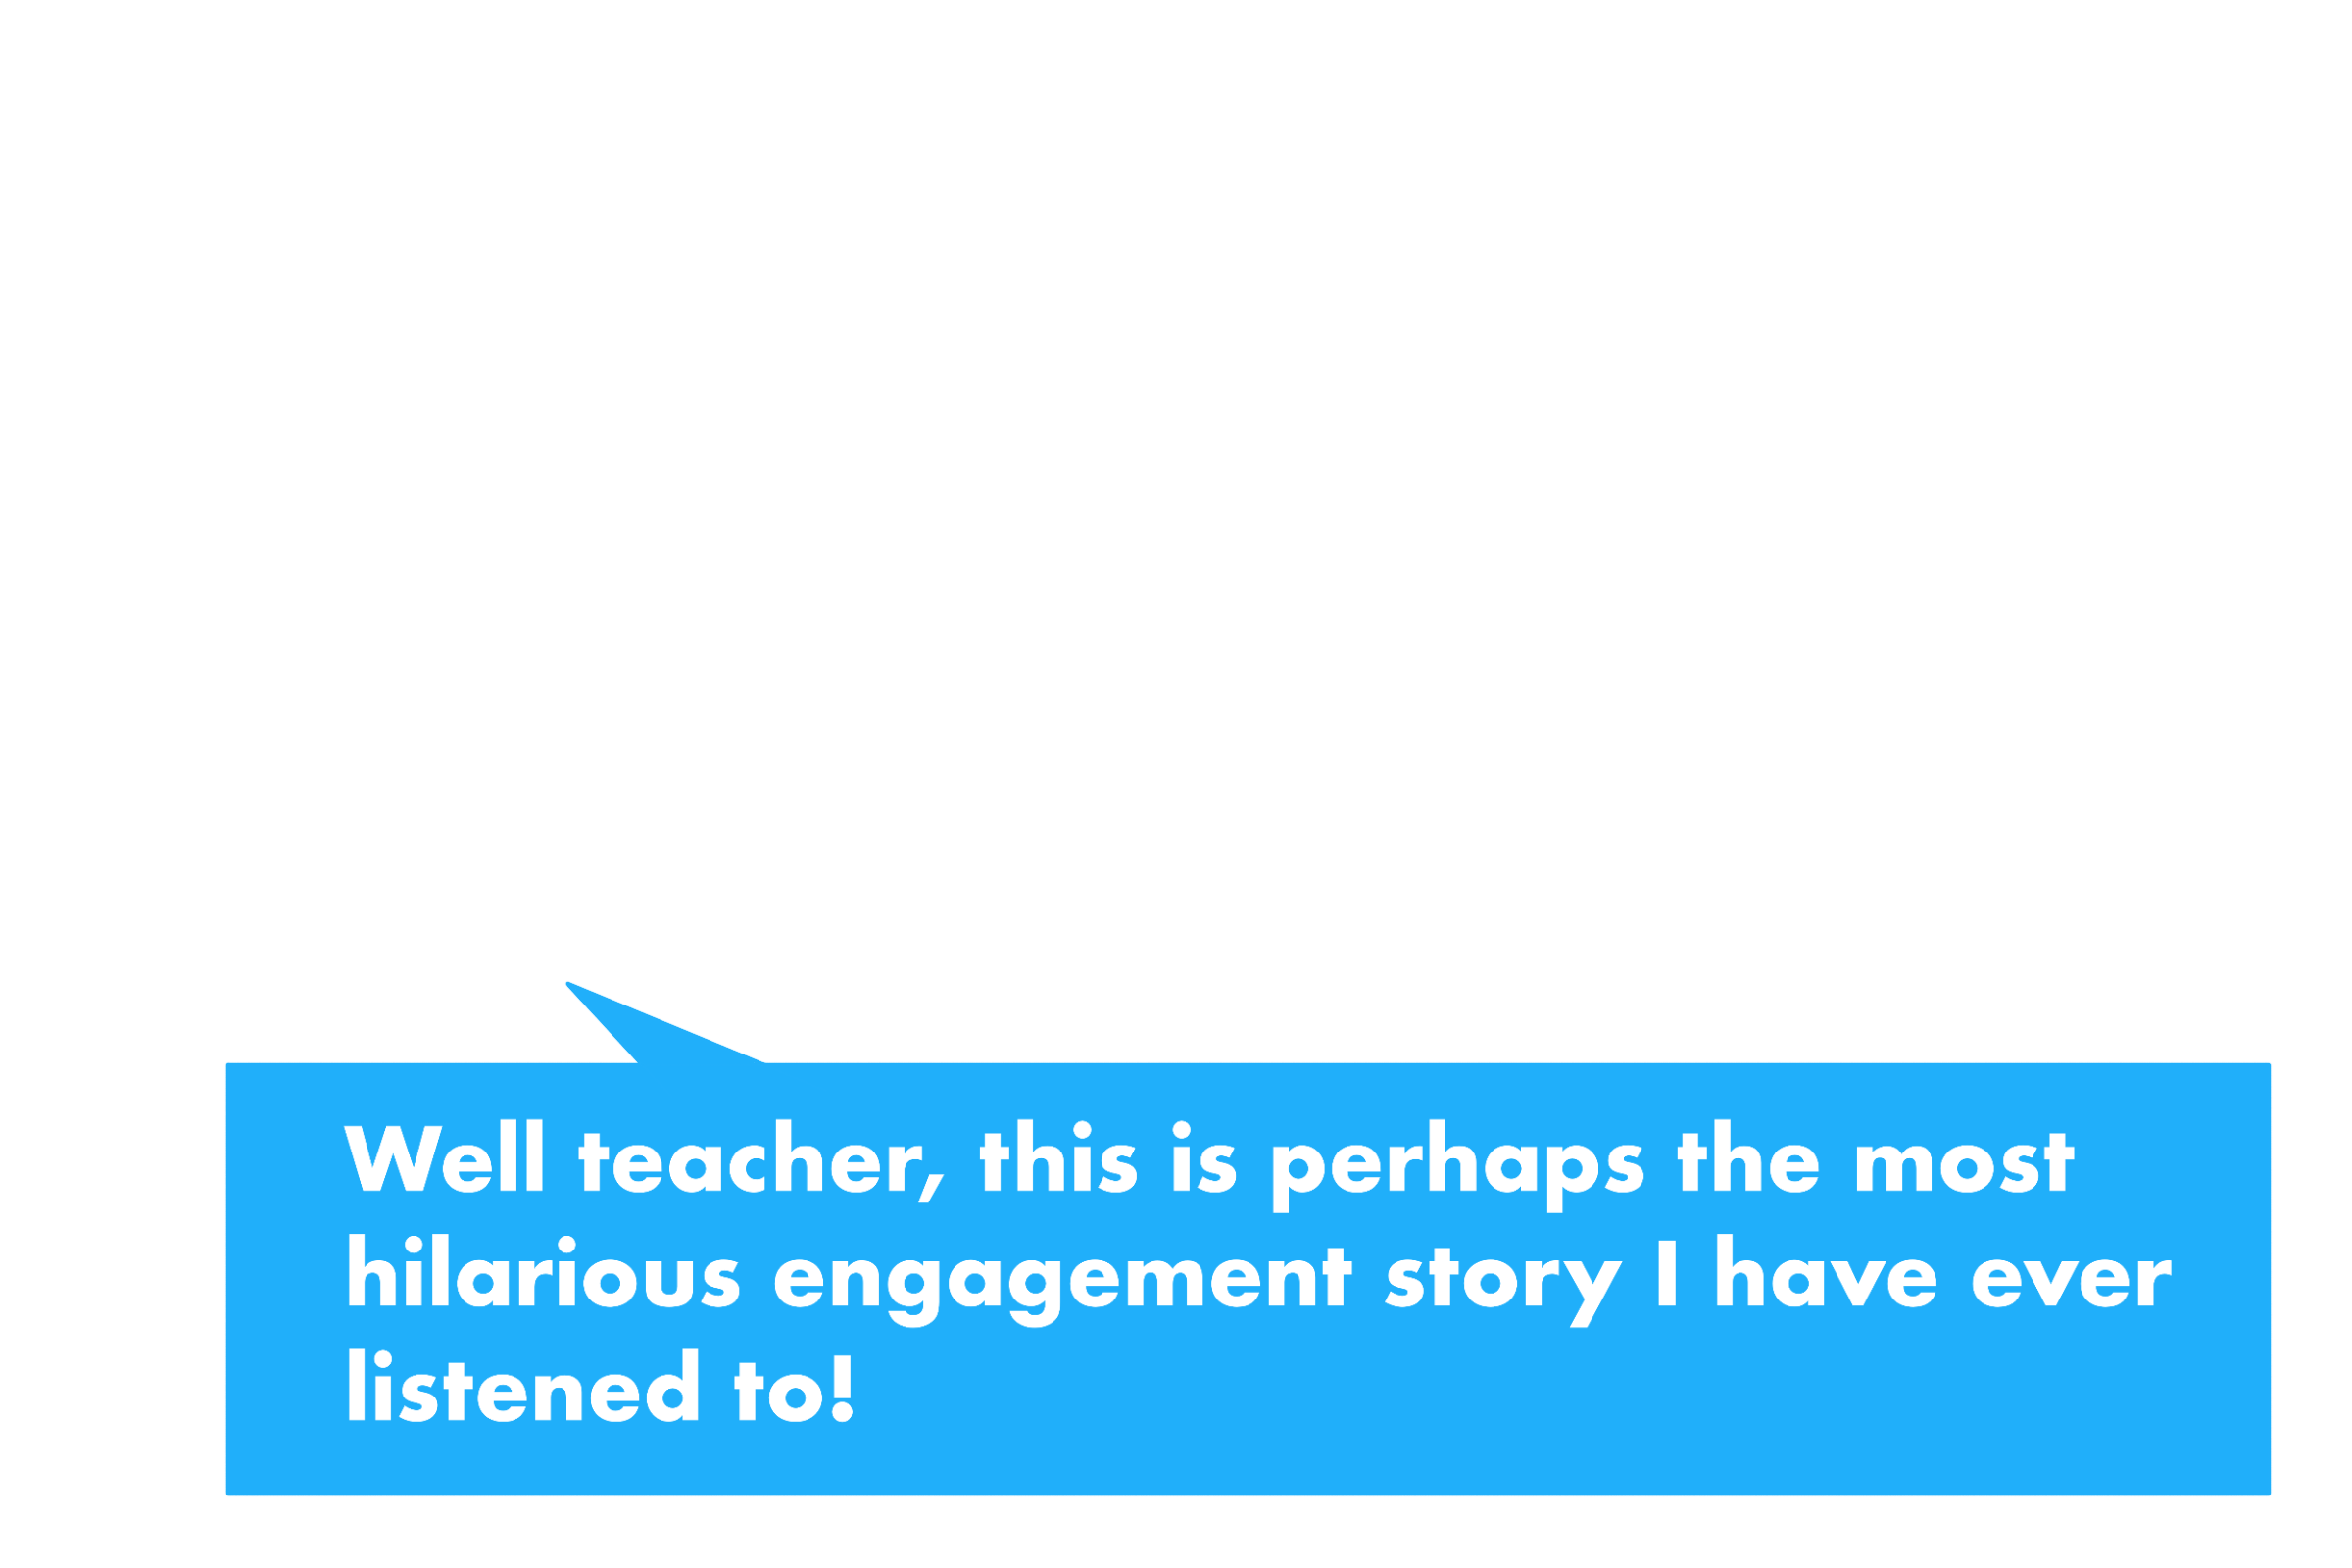 Well teacher, this is perhaps the most
hilarious engagement story I have ever
listened to!